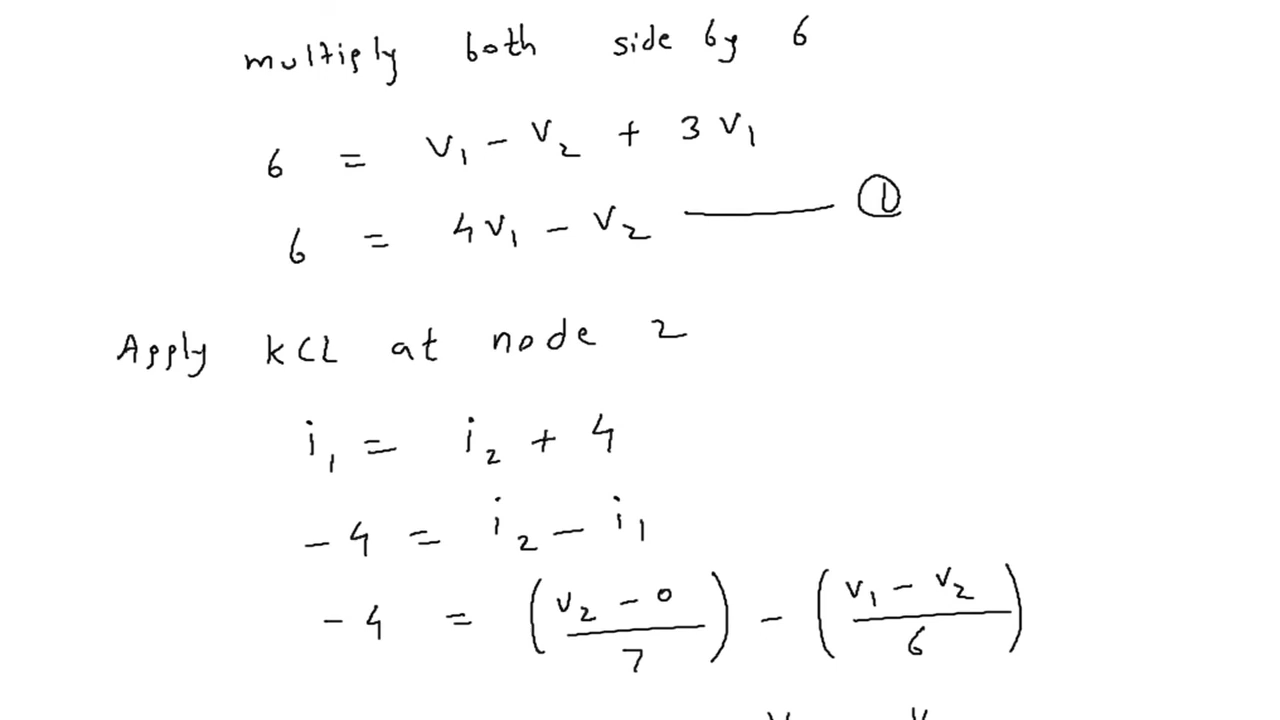 multiply both side by 6
6 = V₁ - V₂ + 3V₁
6 = 4V₁ - V₂ ——— ①
Apply KCL at node 2
i₁ = i₂ + 4
-4 = i₂ - i₁
-4 = ((V₂ - 0)/7) - ((V₁ - V₂)/6)